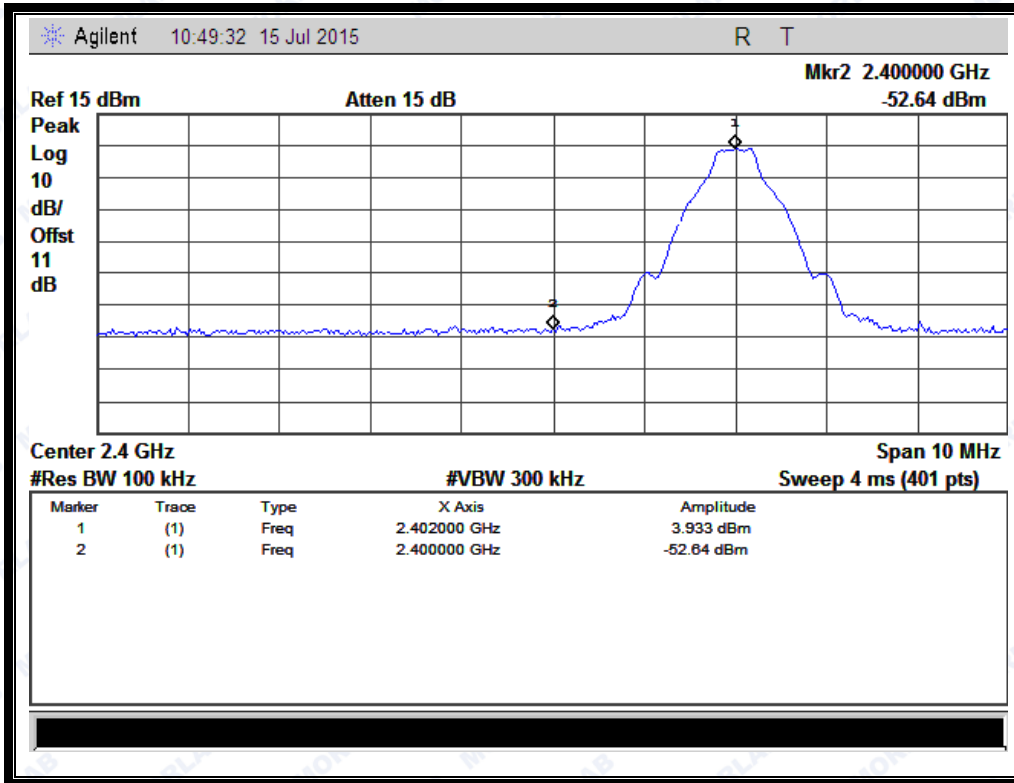 Agilent 10:49:32 15 Jul 2015 R T
Mkr2 2.400000 GHz
Ref 15 dBm Atten 15 dB -52.64 dBm
Peak
Log
10
dB/
Offst
11
dB
1
2
Center 2.4 GHz Span 10 MHz
#Res BW 100 kHz #VBW 300 kHz Sweep 4 ms (401 pts)
Marker Trace Type X Axis Amplitude
1 (1) Freq 2.402000 GHz 3.933 dBm
2 (1) Freq 2.400000 GHz -52.64 dBm